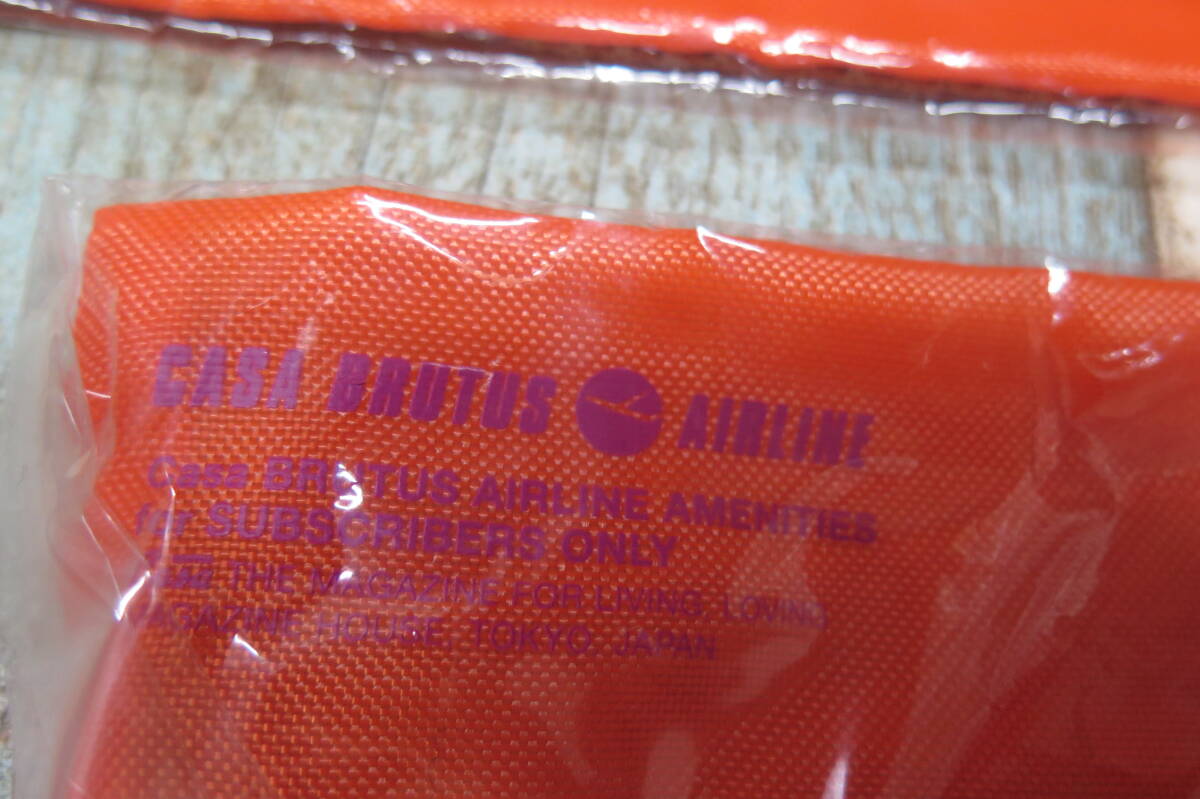 CASA BRUTUS AIRLINE
Casa BRUTUS AIRLINE AMENITIES
for SUBSCRIBERS ONLY
THE MAGAZINE FOR LIVING, LOVING
MAGAZINE HOUSE, TOKYO, JAPAN